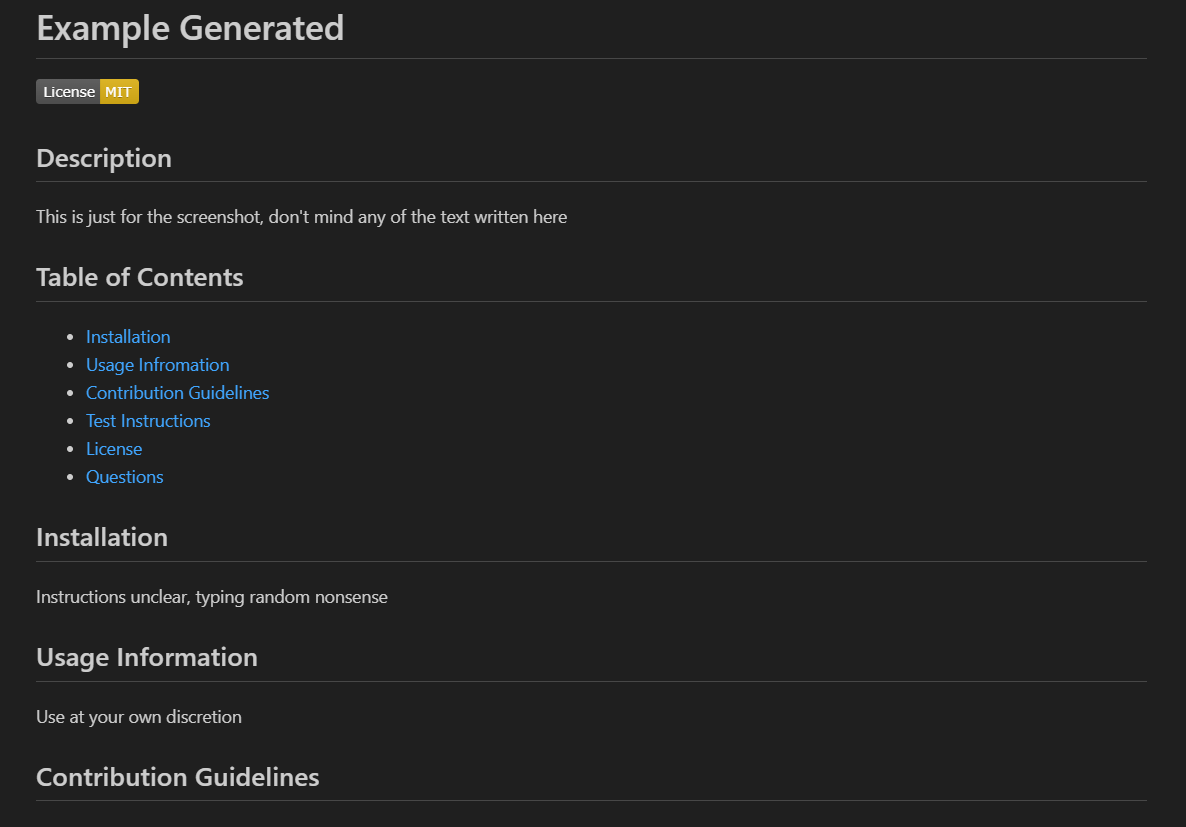 Example Generated
License MIT
Description
This is just for the screenshot, don't mind any of the text written here
Table of Contents
Installation
Usage Infromation
Contribution Guidelines
Test Instructions
License
Questions
Installation
Instructions unclear, typing random nonsense
Usage Information
Use at your own discretion
Contribution Guidelines